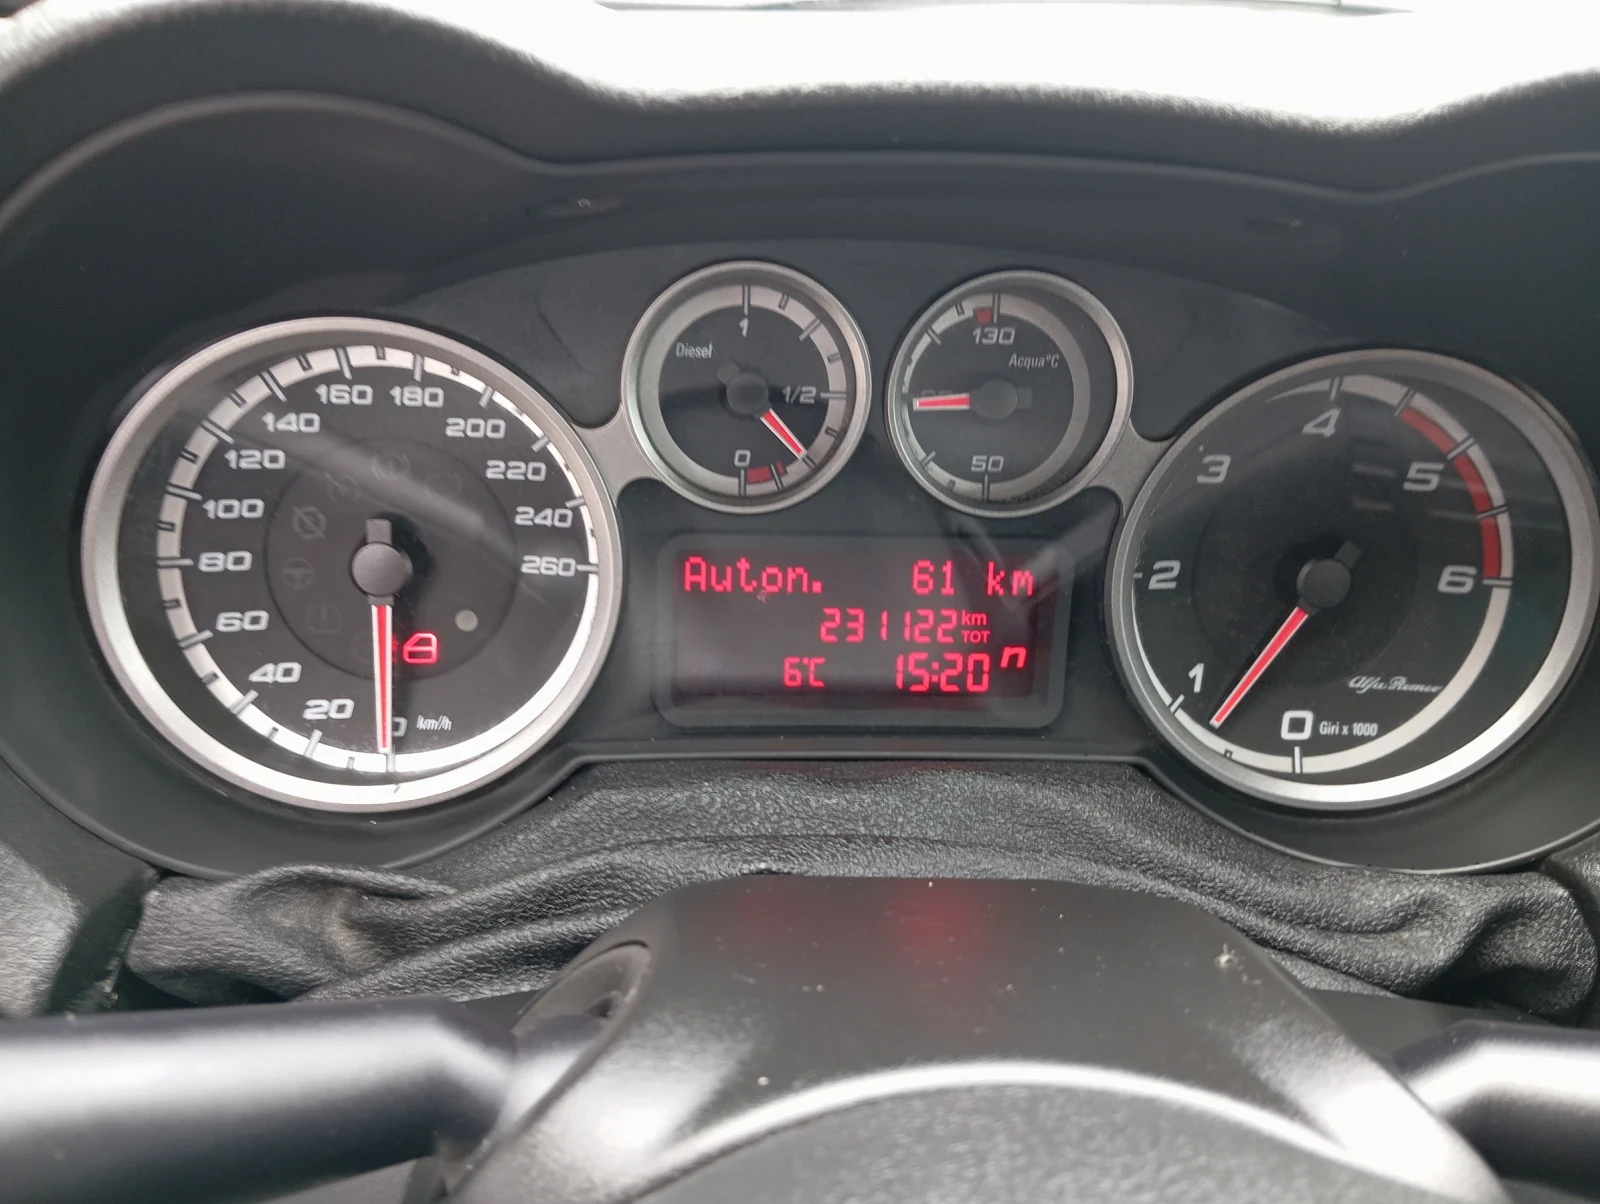 160 180
140 200
120 220
100 240
80 260
60
40
20
0 km/h
Diesel
1
1/2
0
130
Acqua°C
50
Auton. 61 km
231122 km TOT
6°C 15:20 n
4
3 5
2 6
1
0 Giri x 1000
Alfa Romeo